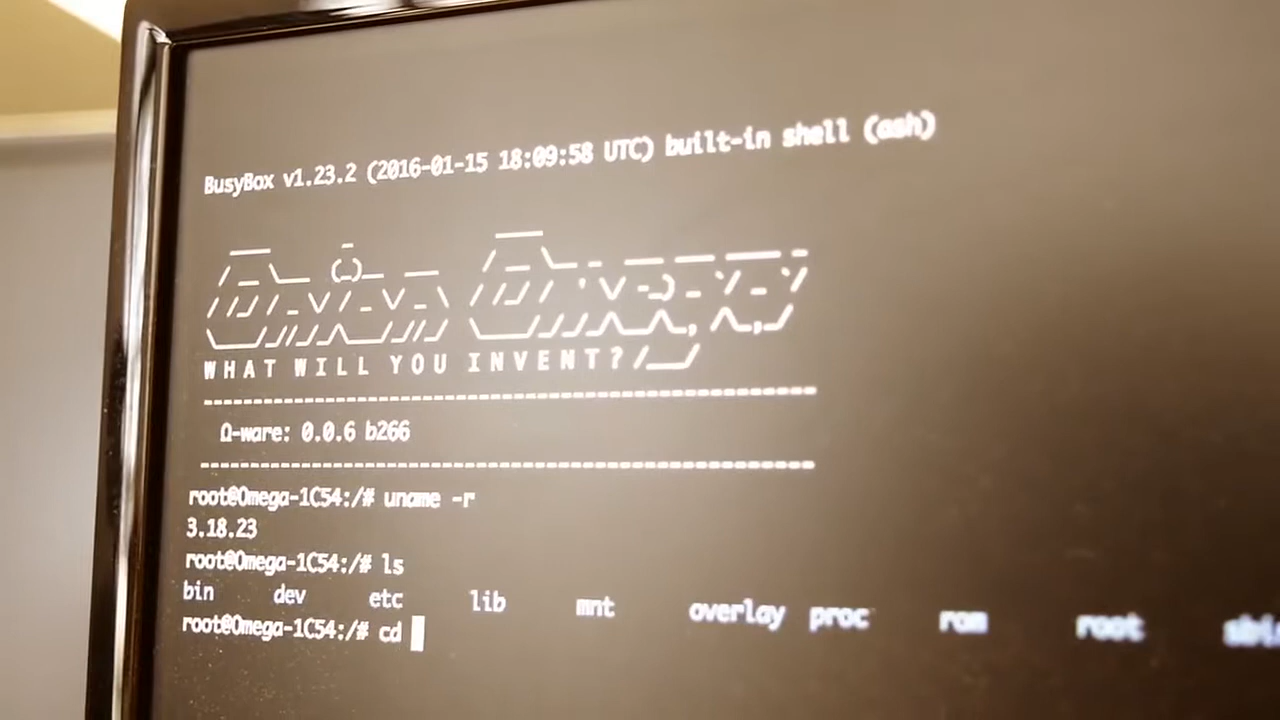 BusyBox v1.23.2 (2016-01-15 18:09:58 UTC) built-in shell (ash)
Onion Omega
WHAT WILL YOU INVENT?
Ω-ware: 0.0.6 b266
root@Omega-1C54:/# uname -r
3.18.23
root@Omega-1C54:/# ls
bin dev etc lib mnt overlay proc rom root
root@Omega-1C54:/# cd